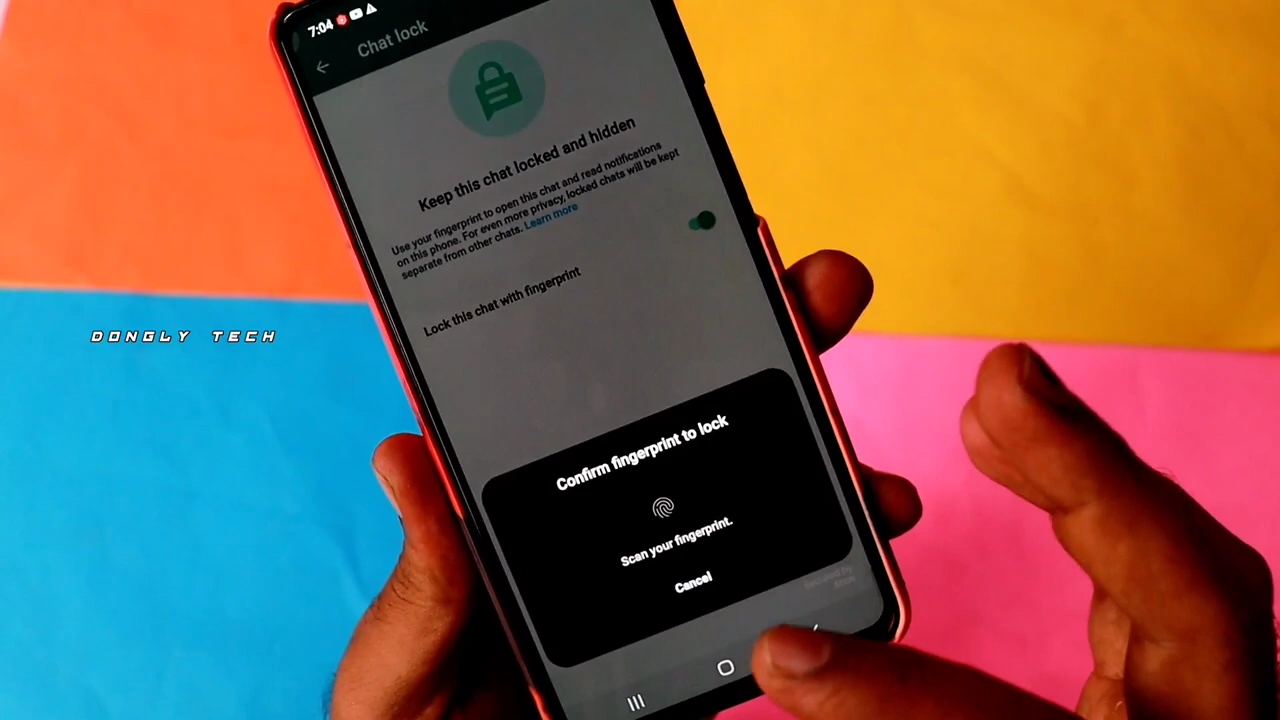 7:04
Chat lock
Keep this chat locked and hidden
Use your fingerprint to open this chat and read notifications
on this phone. For even more privacy, locked chats will be kept
separate from other chats. Learn more
Lock this chat with fingerprint
DONGLY TECH
Confirm fingerprint to lock
Scan your fingerprint.
Cancel
Secured by